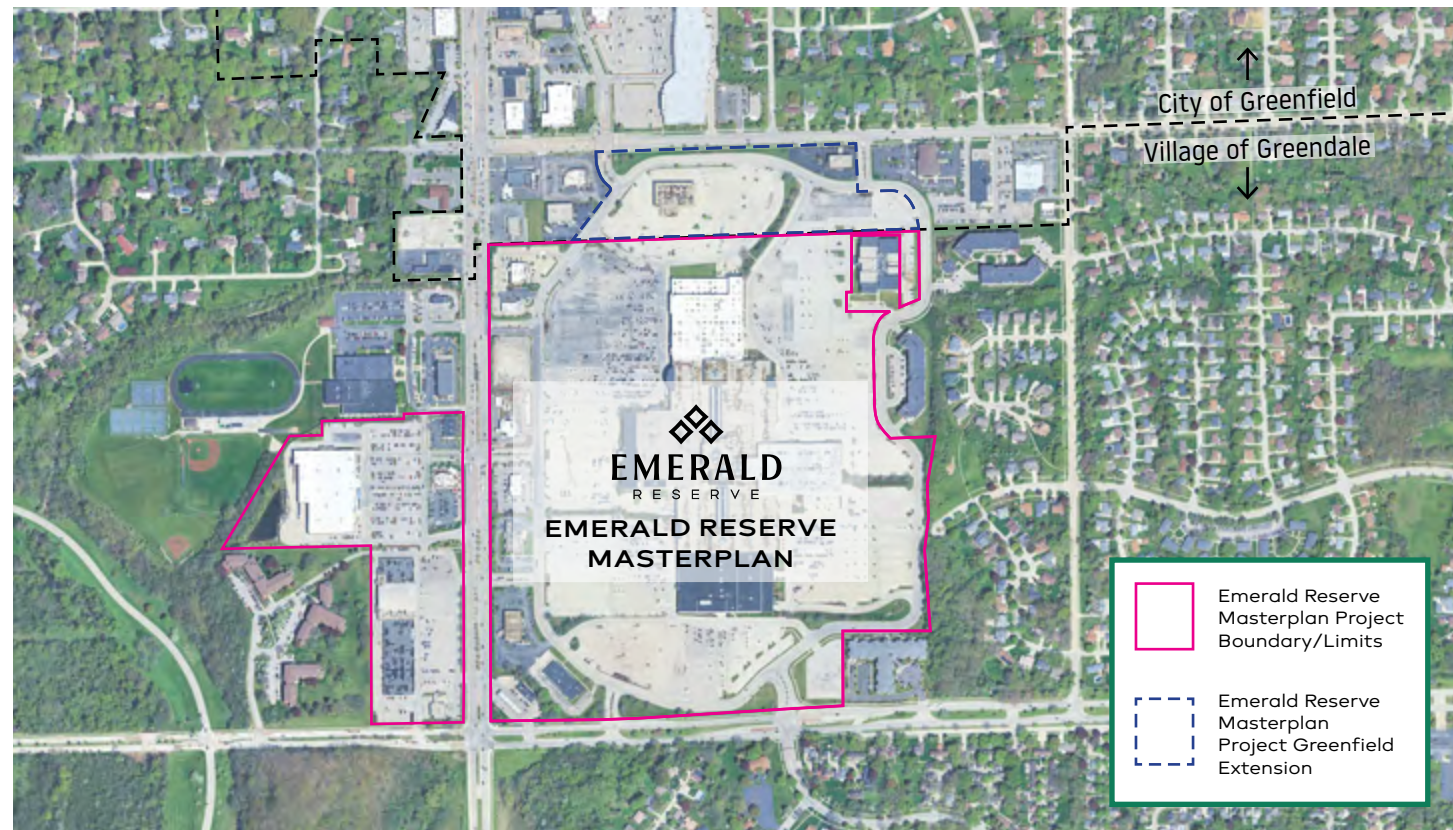 City of Greenfield
Village of Greendale
EMERALD
RESERVE
EMERALD RESERVE
MASTERPLAN
Emerald Reserve
Masterplan Project
Boundary/Limits
Emerald Reserve
Masterplan
Project Greenfield
Extension